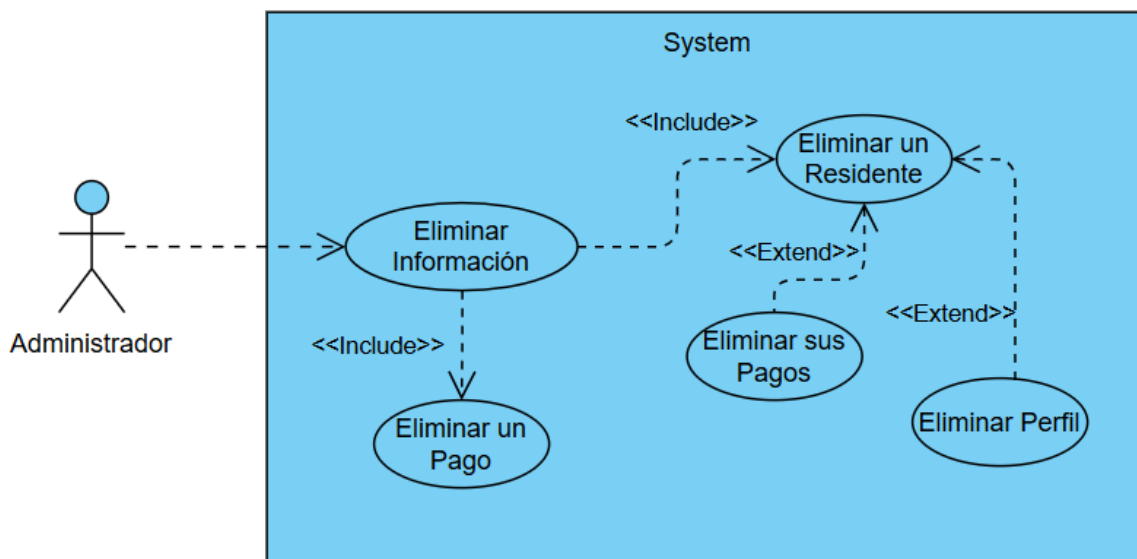 System
<<Include>>
Eliminar un
Residente
Eliminar
Información
<<Extend>>
<<Extend>>
Administrador
<<Include>>
Eliminar sus
Pagos
Eliminar un
Pago
Eliminar Perfil